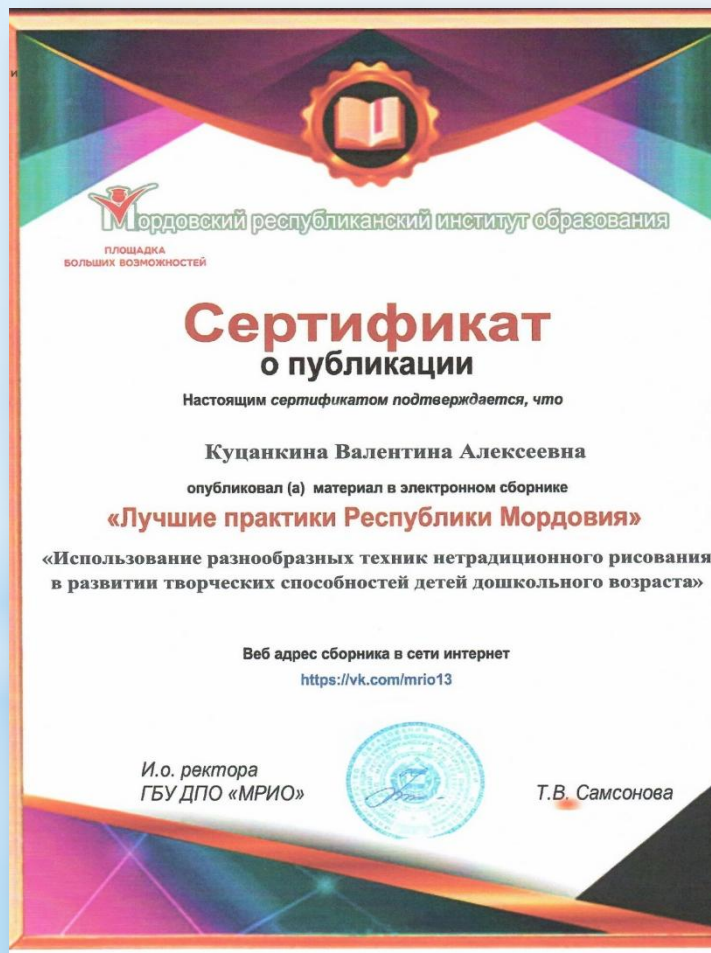 Мордовский республиканский институт образования
ПЛОЩАДКА
БОЛЬШИХ ВОЗМОЖНОСТЕЙ
Сертификат
о публикации
Настоящим сертификатом подтверждается, что
Куцанкина Валентина Алексеевна
опубликовал (а) материал в электронном сборнике
«Лучшие практики Республики Мордовия»
«Использование разнообразных техник нетрадиционного рисования
в развитии творческих способностей детей дошкольного возраста»
Веб адрес сборника в сети интернет
https://vk.com/mrio13
И.о. ректора
ГБУ ДПО «МРИО»
Т.В. Самсонова